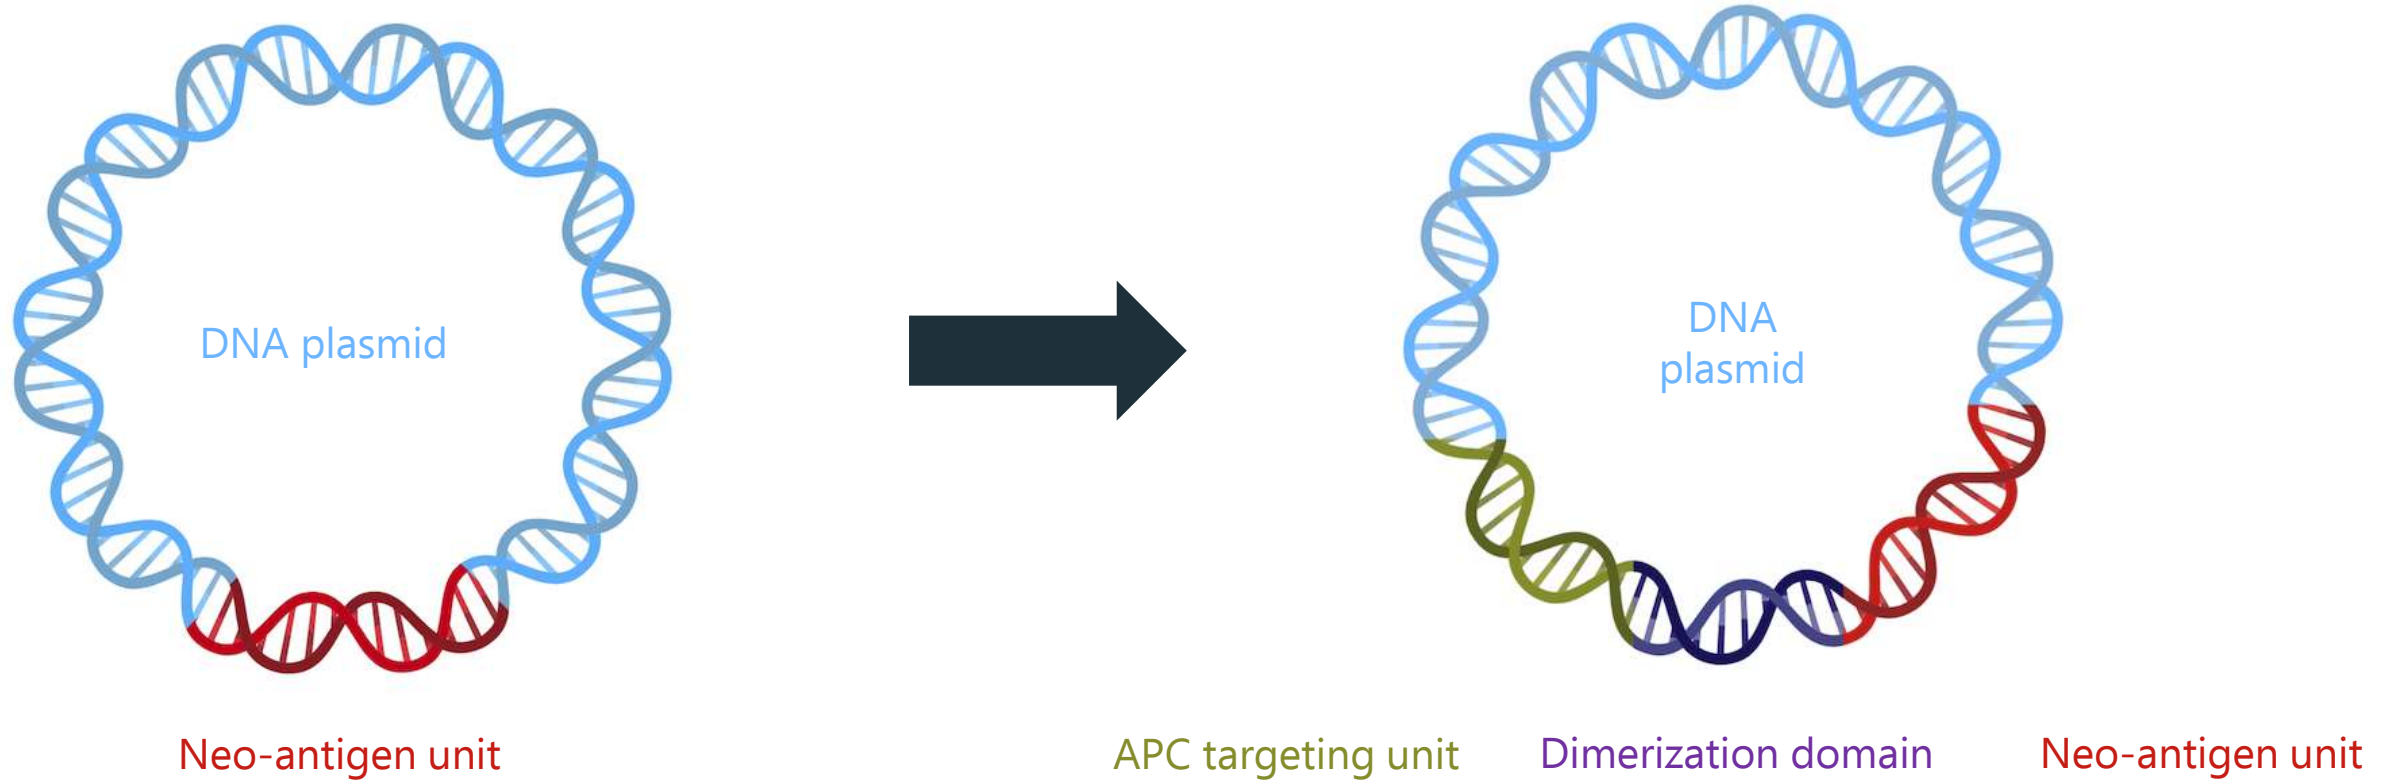 DNA plasmid
DNA
plasmid
Neo-antigen unit
APC targeting unit
Dimerization domain
Neo-antigen unit